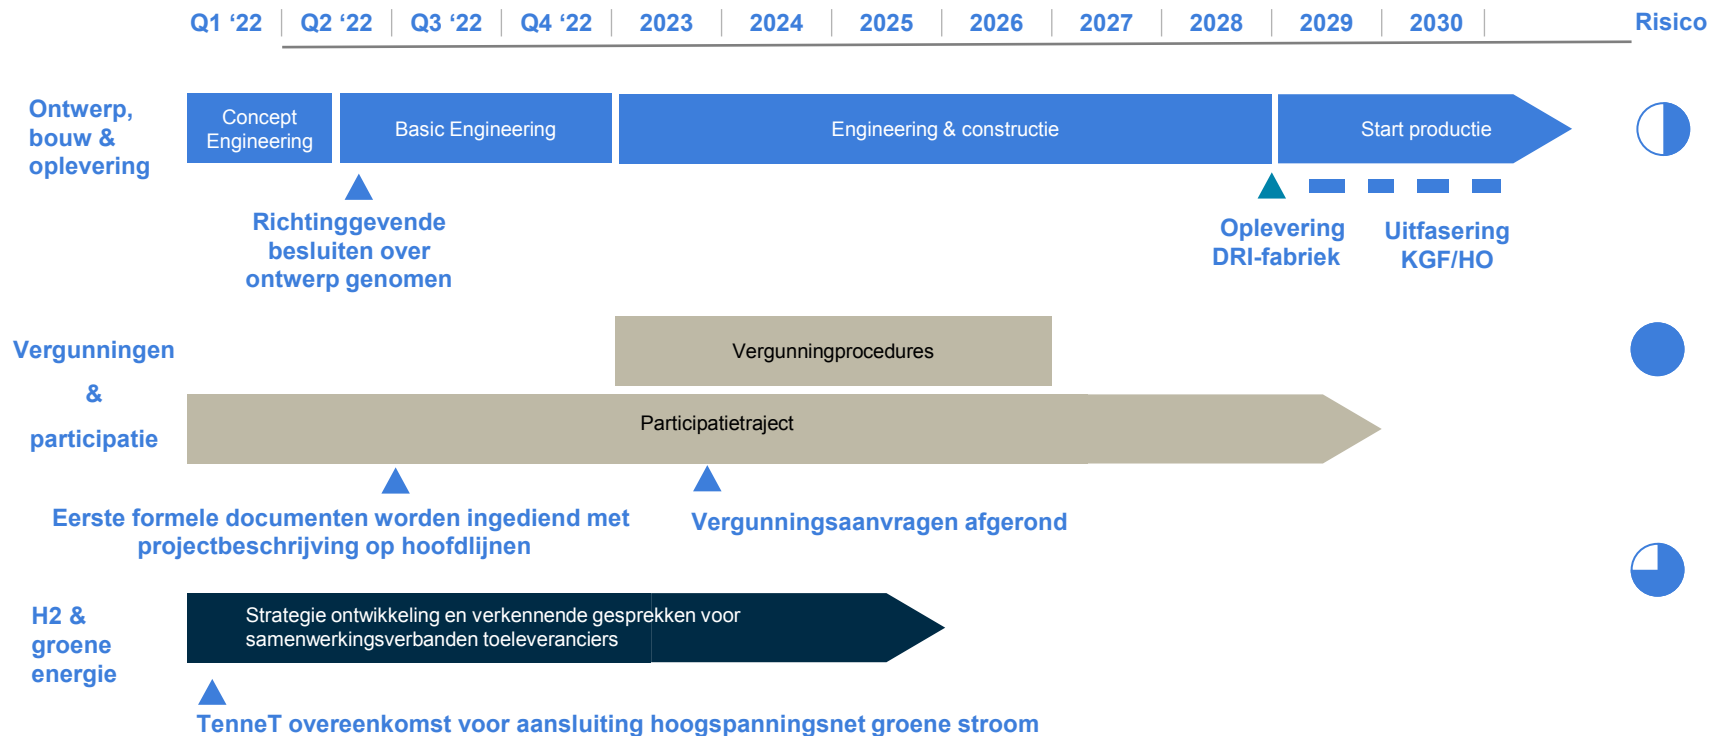 Q1 ‘22 Q2 ‘22 Q3 ‘22 Q4 ‘22 2023 2024 2025 2026 2027 2028 2029 2030 Risico
Ontwerp,
bouw &
oplevering
Concept
Engineering
Basic Engineering
Engineering & constructie
Start productie
Richtinggevende
besluiten over
ontwerp genomen
Oplevering
DRI-fabriek
Uitfasering
KGF/HO
Vergunningen
&
participatie
Vergunningprocedures
Participatietraject
Eerste formele documenten worden ingediend met
projectbeschrijving op hoofdlijnen
Vergunningsaanvragen afgerond
H2 &
groene
energie
Strategie ontwikkeling en verkennende gesprekken voor
samenwerkingsverbanden toeleveranciers
TenneT overeenkomst voor aansluiting hoogspanningsnet groene stroom